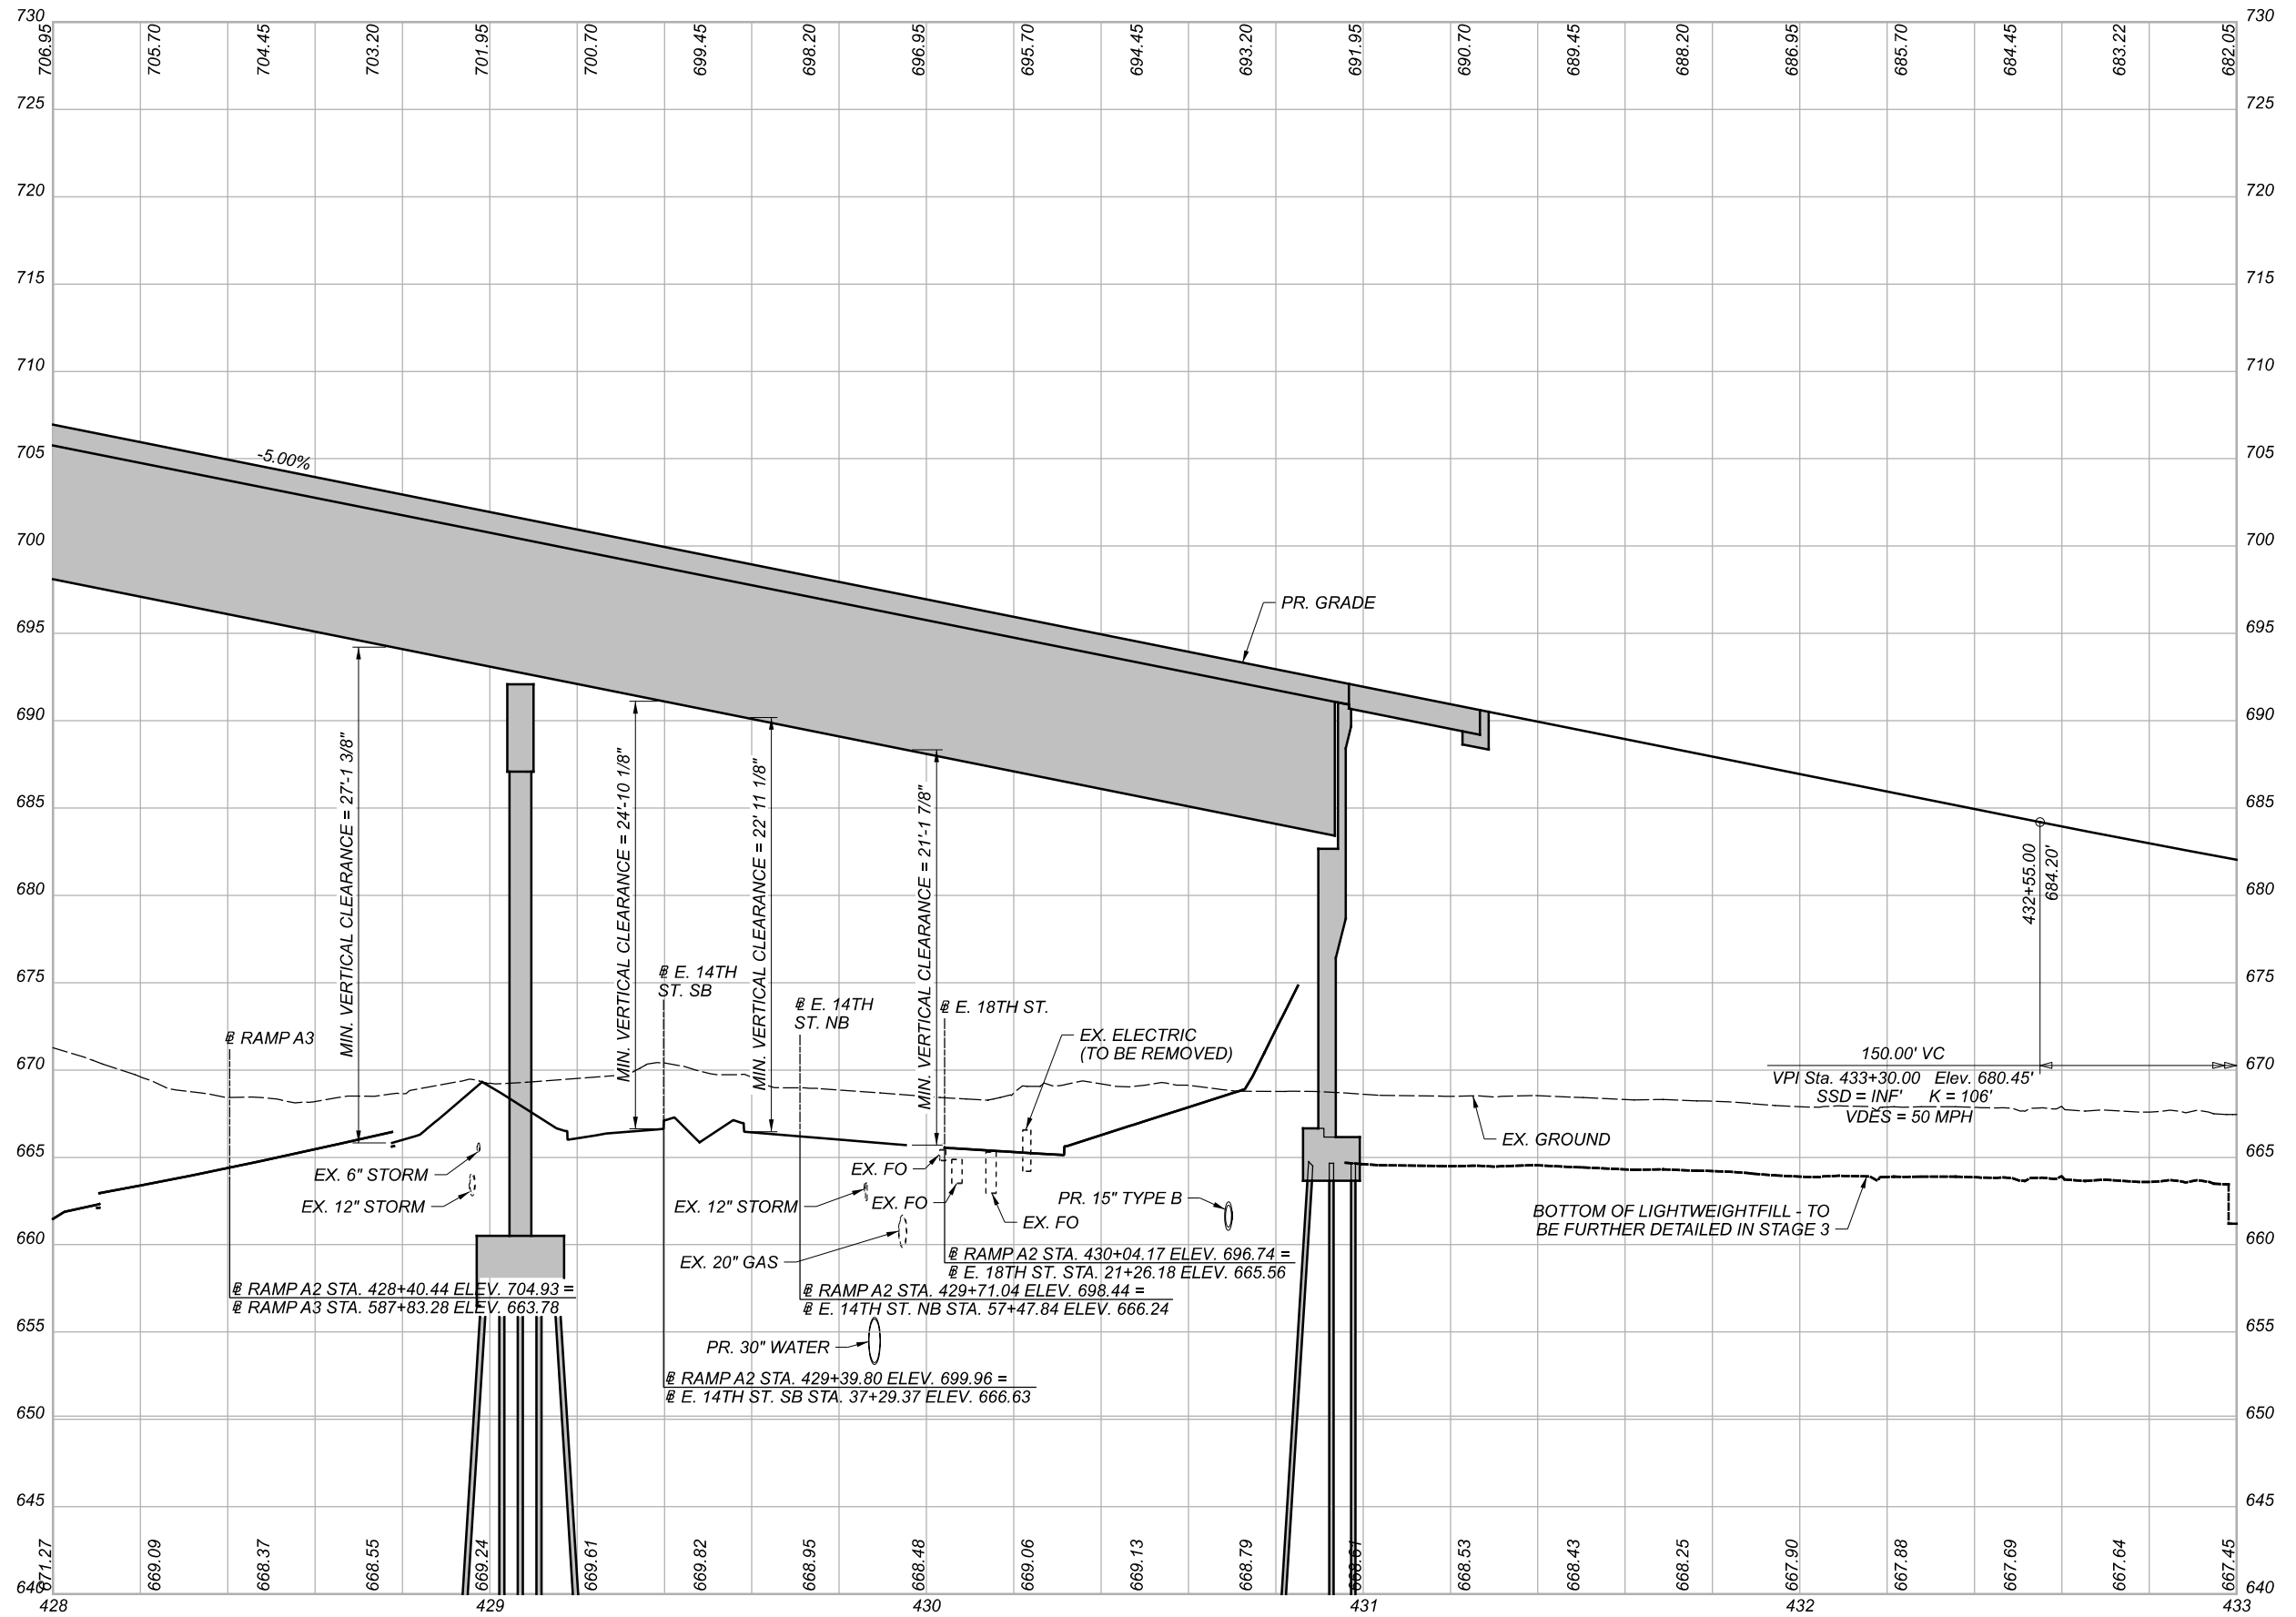 730
706.95 705.70 704.45 703.20 701.95 700.70 699.45 698.20 696.95 695.70 694.45 693.20 691.95 690.70 689.45 688.20 686.95 685.70 684.45 683.22 682.05
730
725 725
720 720
715 715
710 710
705 705
-5.00%
700 700
PR. GRADE
695 695
690 690
685 685
680 680
675 675
670 670
665 665
660 660
655 655
650 650
645 645
640 640
MIN. VERTICAL CLEARANCE = 27'-1 3/8"
MIN. VERTICAL CLEARANCE = 24'-10 1/8"
MIN. VERTICAL CLEARANCE = 22' 11 1/8"
MIN. VERTICAL CLEARANCE = 21'-1 7/8"
432+55.00
684.20'
℄ RAMP A3
℄ E. 14TH
ST. SB
℄ E. 14TH
ST. NB
℄ E. 18TH ST.
EX. ELECTRIC
(TO BE REMOVED)
150.00' VC
VPI Sta. 433+30.00 Elev. 680.45'
SSD = INF' K = 106'
VDES = 50 MPH
EX. GROUND
EX. 6" STORM
EX. 12" STORM
EX. FO
EX. 12" STORM
EX. FO
EX. FO
PR. 15" TYPE B
BOTTOM OF LIGHTWEIGHTFILL - TO
BE FURTHER DETAILED IN STAGE 3
EX. 20" GAS
℄ RAMP A2 STA. 430+04.17 ELEV. 696.74 =
℄ E. 18TH ST. STA. 21+26.18 ELEV. 665.56
℄ RAMP A2 STA. 428+40.44 ELEV. 704.93 =
℄ RAMP A3 STA. 587+83.28 ELEV. 663.78
℄ RAMP A2 STA. 429+71.04 ELEV. 698.44 =
℄ E. 14TH ST. NB STA. 57+47.84 ELEV. 666.24
PR. 30" WATER
℄ RAMP A2 STA. 429+39.80 ELEV. 699.96 =
℄ E. 14TH ST. SB STA. 37+29.37 ELEV. 666.63
671.27 669.09 668.37 668.55 669.24 669.61 669.82 668.95 668.48 669.06 669.13 668.79 668.61 668.53 668.43 668.25 667.90 667.88 667.69 667.64 667.45
428 429 430 431 432 433